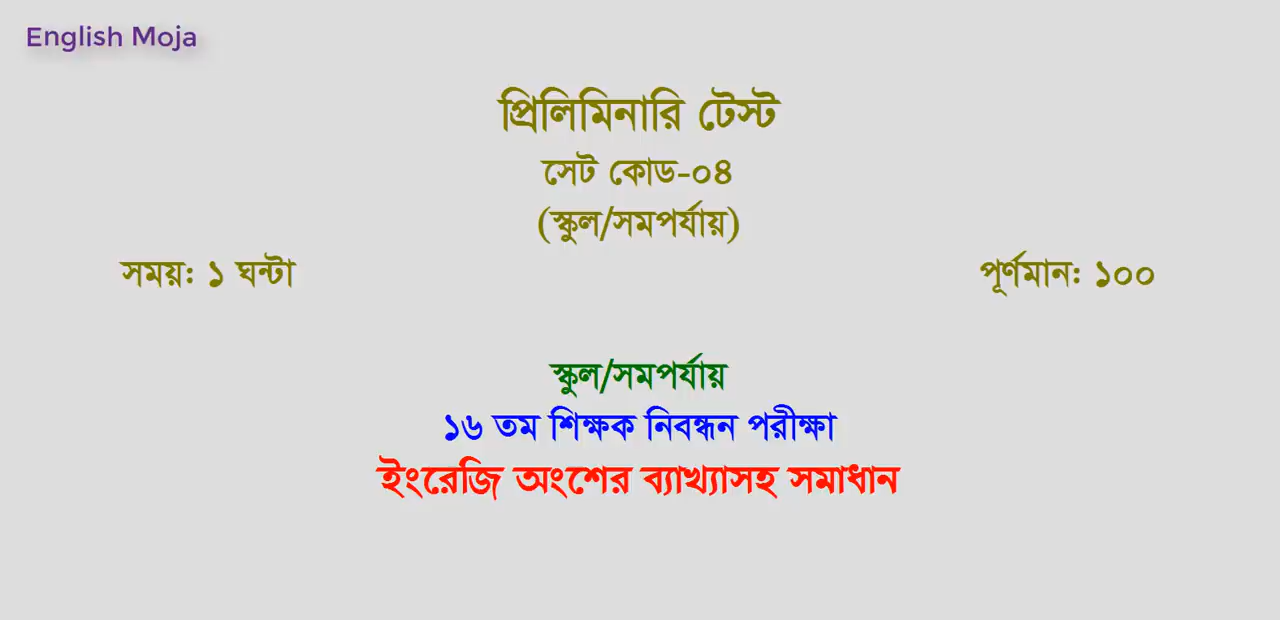 English Moja
প্রিলিমিনারি টেস্ট
সেট কোড-০৪
(স্কুল/সমপর্যায়)
সময়: ১ ঘন্টা
পূর্ণমান: ১০০
স্কুল/সমপর্যায়
১৬ তম শিক্ষক নিবন্ধন পরীক্ষা
ইংরেজি অংশের ব্যাখ্যাসহ সমাধান